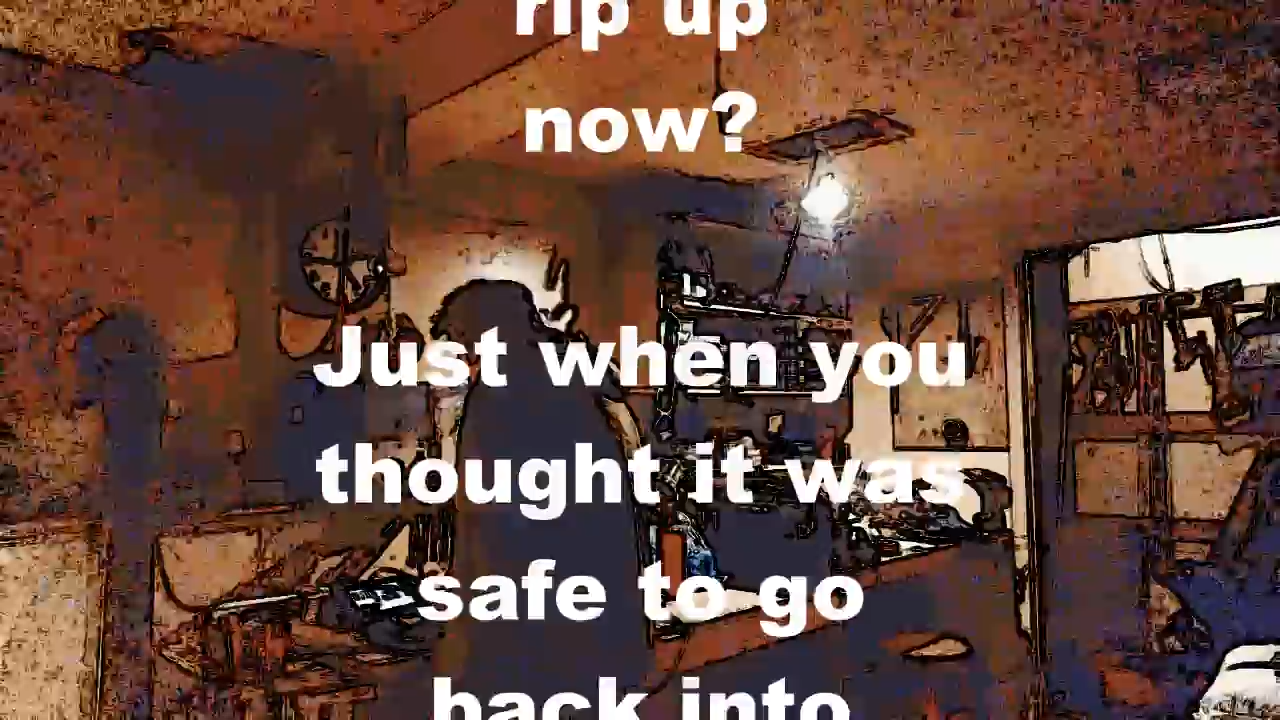 rip up
now?
Just when you
thought it was
safe to go
back into